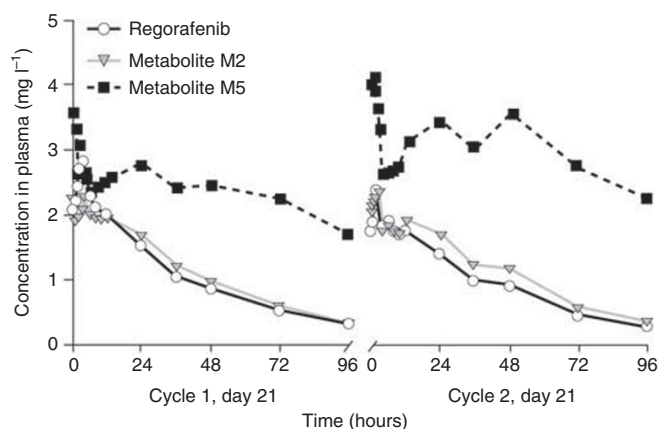 5
4
3
2
1
0
Concentration in plasma (mg l−1)
Regorafenib
Metabolite M2
Metabolite M5
0 24 48 72 96 0 24 48 72 96
Cycle 1, day 21 Cycle 2, day 21
Time (hours)